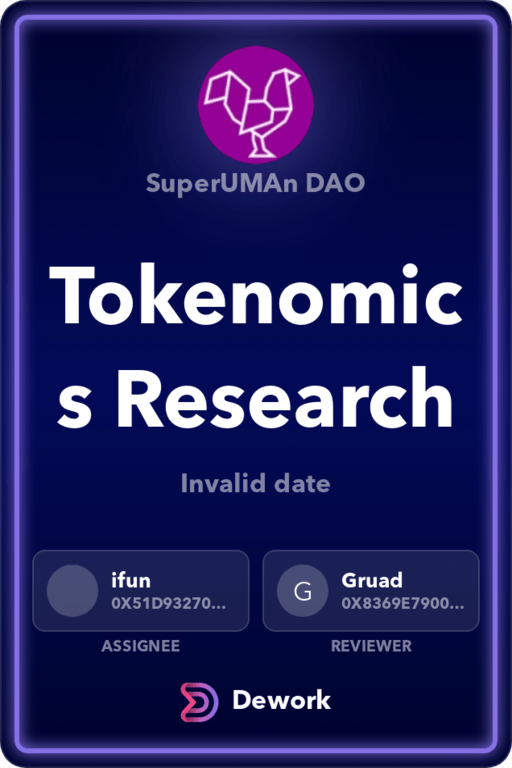 SuperUMAn DAO
Tokenomic
s Research
Invalid date
ifun
0X51D93270...
ASSIGNEE
G
Gruad
0X8369E7900...
REVIEWER
Dework